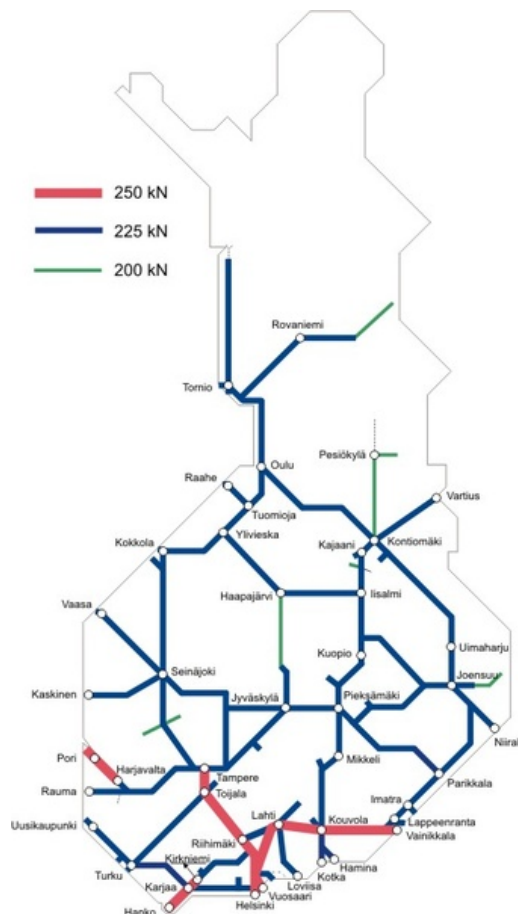 250 kN
225 kN
200 kN
Rovaniemi
Tornio
Oulu
Pesiökylä
Raahe
Vartius
Tuomioja
Kokkola
Ylivieska
Kajaani
Kontiomäki
Haapajärvi
Iisalmi
Vaasa
Uimaharju
Kuopio
Seinäjoki
Joensuu
Kaskinen
Jyväskylä
Pieksämäki
Niiral
Pori
Harjavalta
Mikkeli
Tampere
Parikkala
Rauma
Toijala
Imatra
Lahti
Kouvola
Lappeenranta
Uusikaupunki
Vainikkala
Riihimäki
Kirkniemi
Hamina
Turku
Kotka
Karjaa
Loviisa
Vuosaari
Helsinki
Hanko